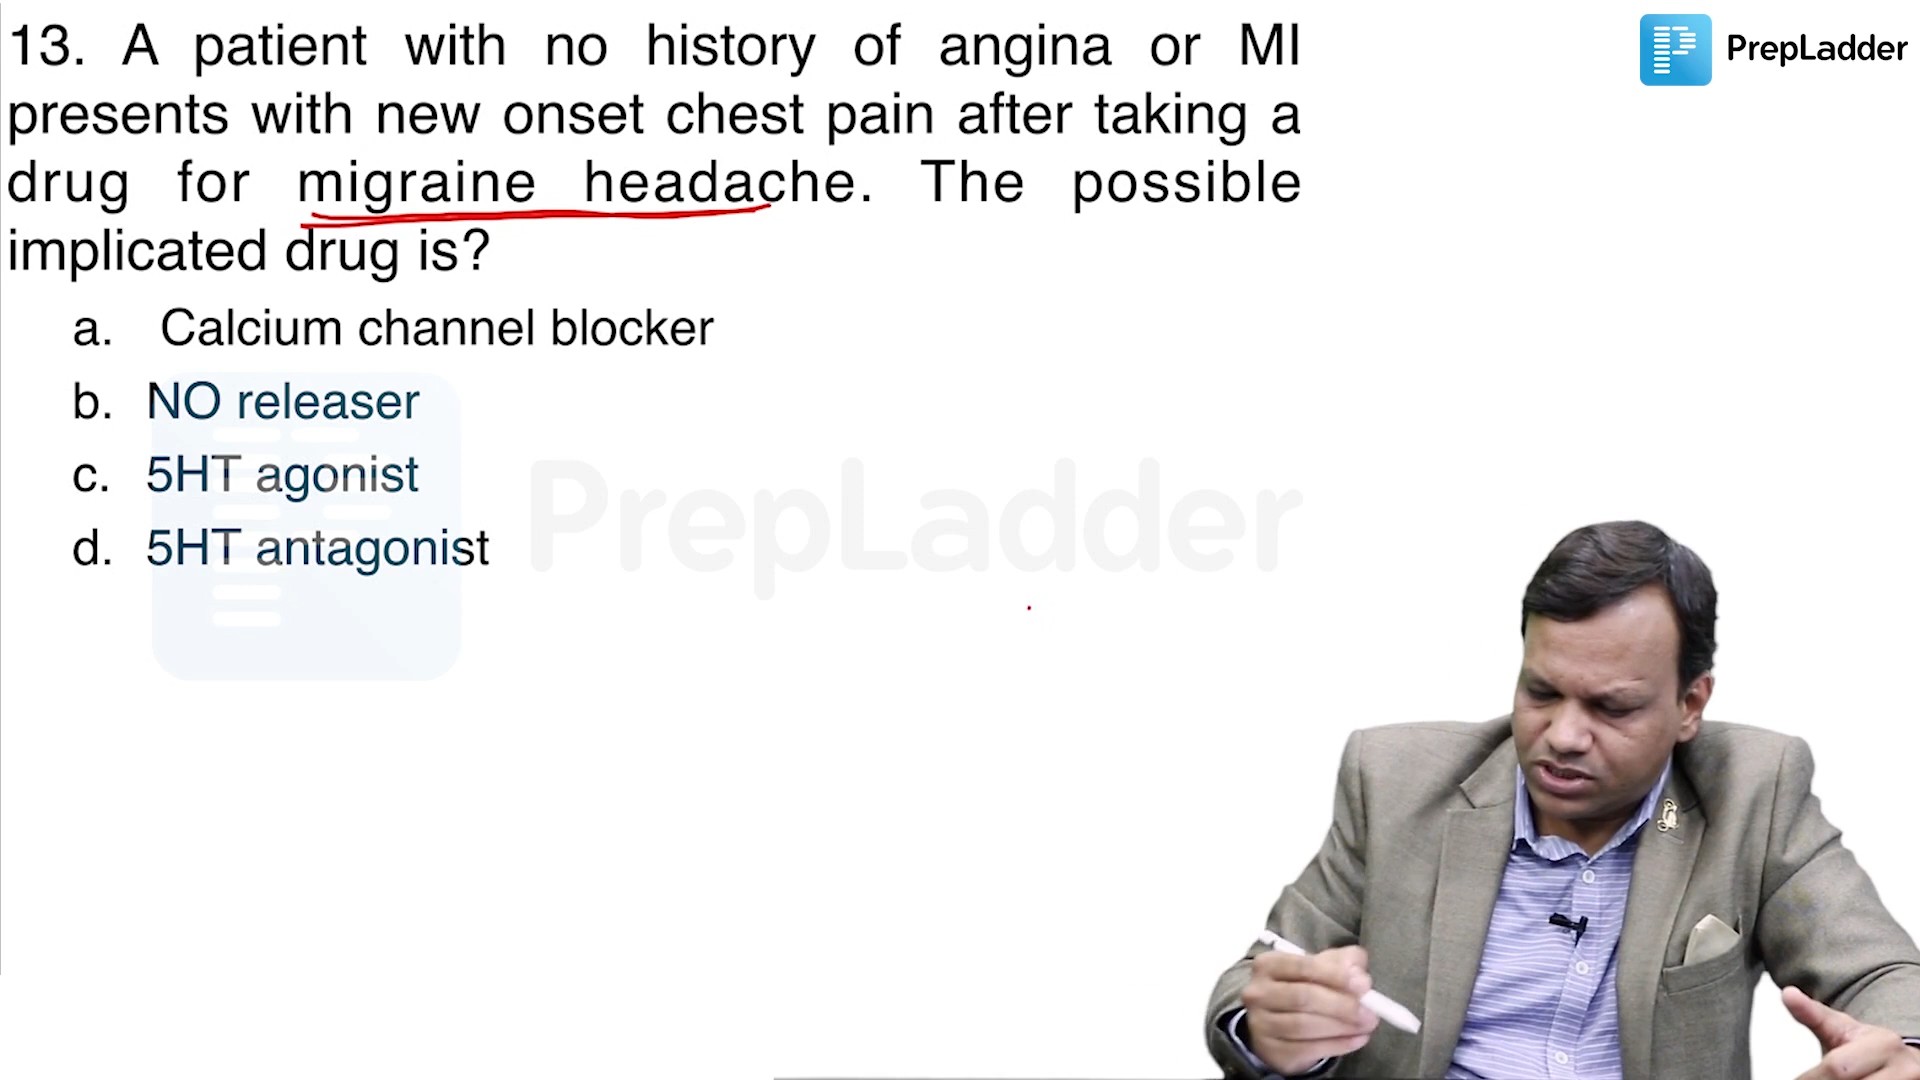 13. A patient with no history of angina or MI
presents with new onset chest pain after taking a
drug for migraine headache. The possible
implicated drug is?
a. Calcium channel blocker
b. NO releaser
c. 5HT agonist
d. 5HT antagonist
PrepLadder
PrepLadder